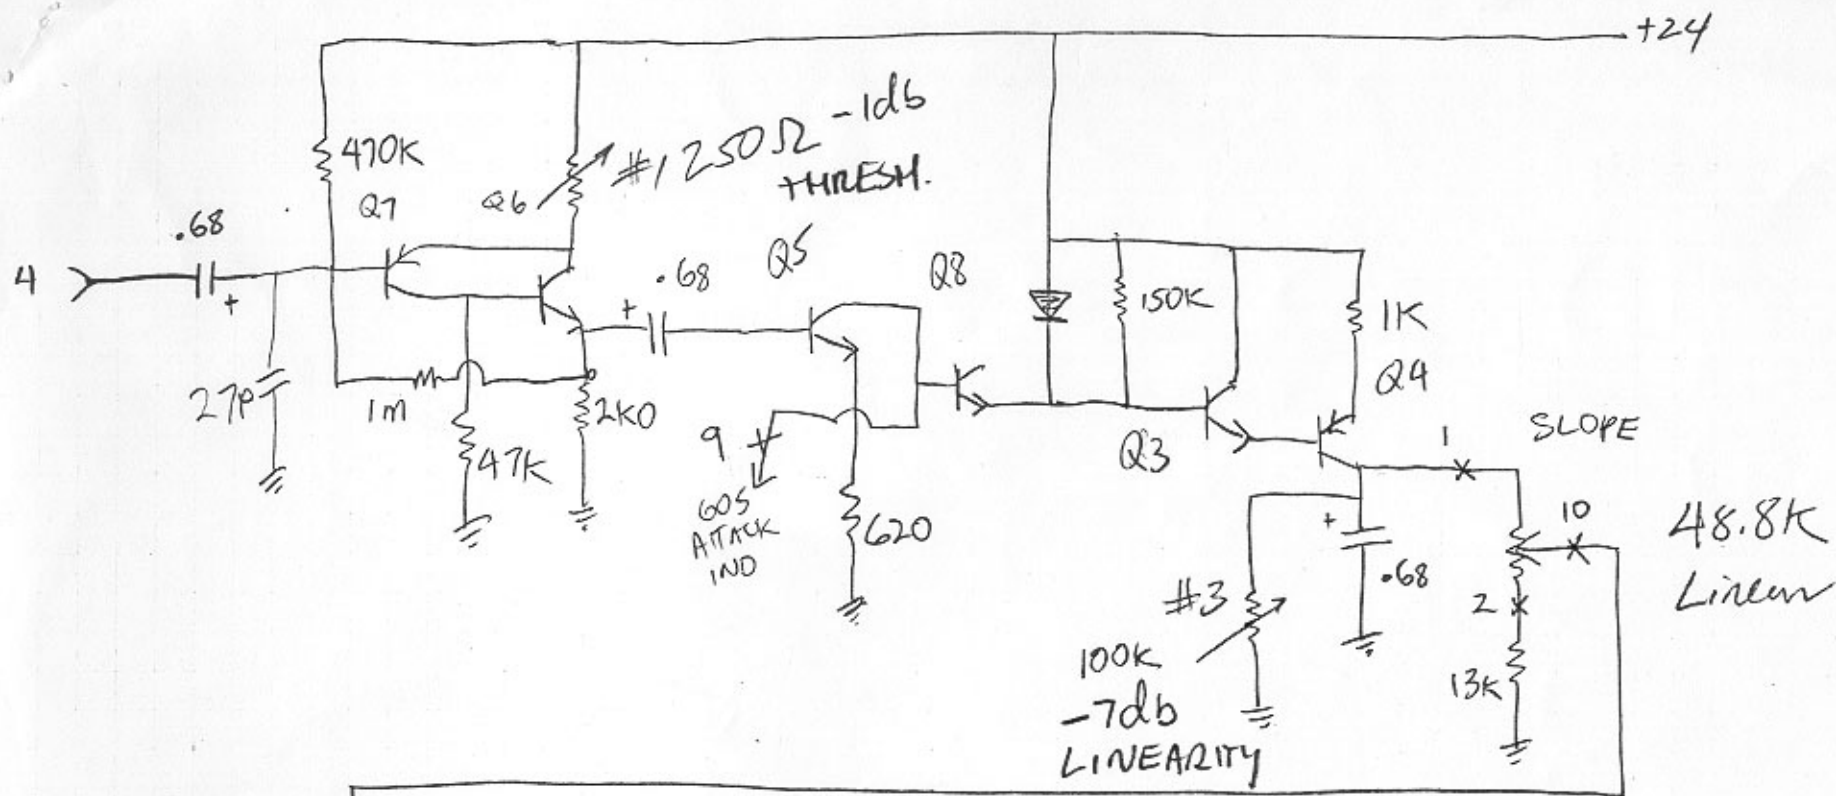 +24
-1db
470K
#1 250Ω
THRESH.
Q7
Q6
.68
Q5
4
+
.68
Q8
+
150K
1K
Q4
27P
1m
2K0
9
Q3
1
SLOPE
47K
605
ATTACK
IND
620
+
10
48.8K
Linear
.68
#3
2
100K
13K
-7db
LINEARITY